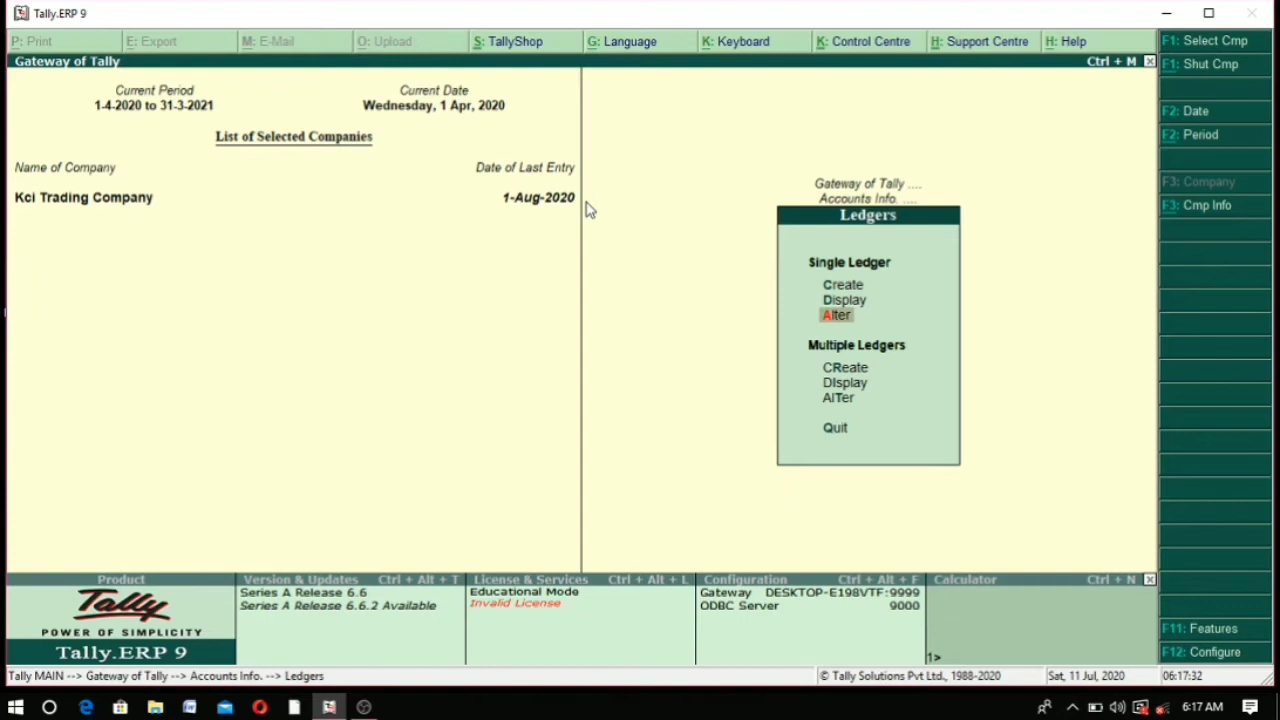 Tally.ERP 9
P: Print E: Export M: E-Mail O: Upload S: TallyShop G: Language K: Keyboard K: Control Centre H: Support Centre H: Help
Gateway of Tally Ctrl + M
Current Period Current Date
1-4-2020 to 31-3-2021 Wednesday, 1 Apr, 2020
List of Selected Companies
Name of Company Date of Last Entry
Kci Trading Company 1-Aug-2020
Gateway of Tally ....
Accounts Info. ....
Ledgers
Single Ledger
Create
Display
Alter
Multiple Ledgers
CReate
DIsplay
AlTer
Quit
F1: Select Cmp
F1: Shut Cmp
F2: Date
F2: Period
F3: Company
F3: Cmp Info
F11: Features
F12: Configure
Product
Tally
POWER OF SIMPLICITY
Tally.ERP 9
Version & Updates Ctrl + Alt + T
Series A Release 6.6
Series A Release 6.6.2 Available
License & Services Ctrl + Alt + L
Educational Mode
Invalid License
Configuration Ctrl + Alt + F
Gateway DESKTOP-E198VTF:9999
ODBC Server 9000
Calculator Ctrl + N
1>
Tally MAIN --> Gateway of Tally --> Accounts Info. --> Ledgers © Tally Solutions Pvt Ltd., 1988-2020 Sat, 11 Jul, 2020 06:17:32
6:17 AM